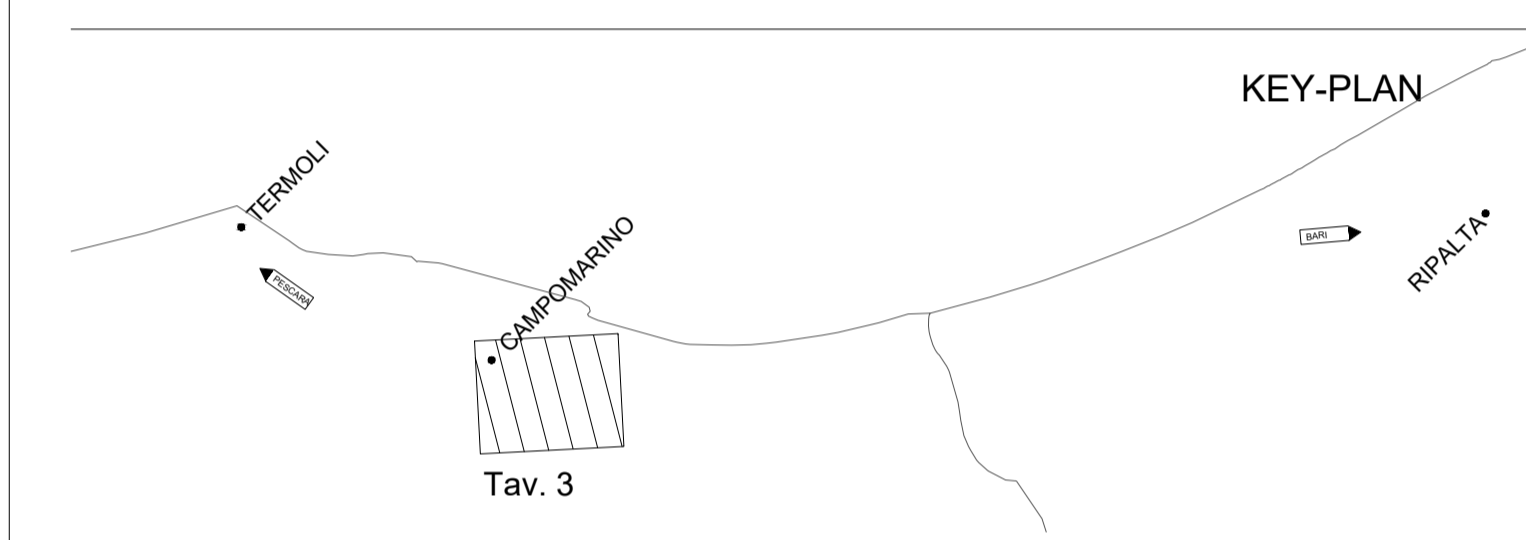 KEY-PLAN
TERMOLI
PESCARA
CAMPOMARINO
BARI
RIPALTA
Tav. 3